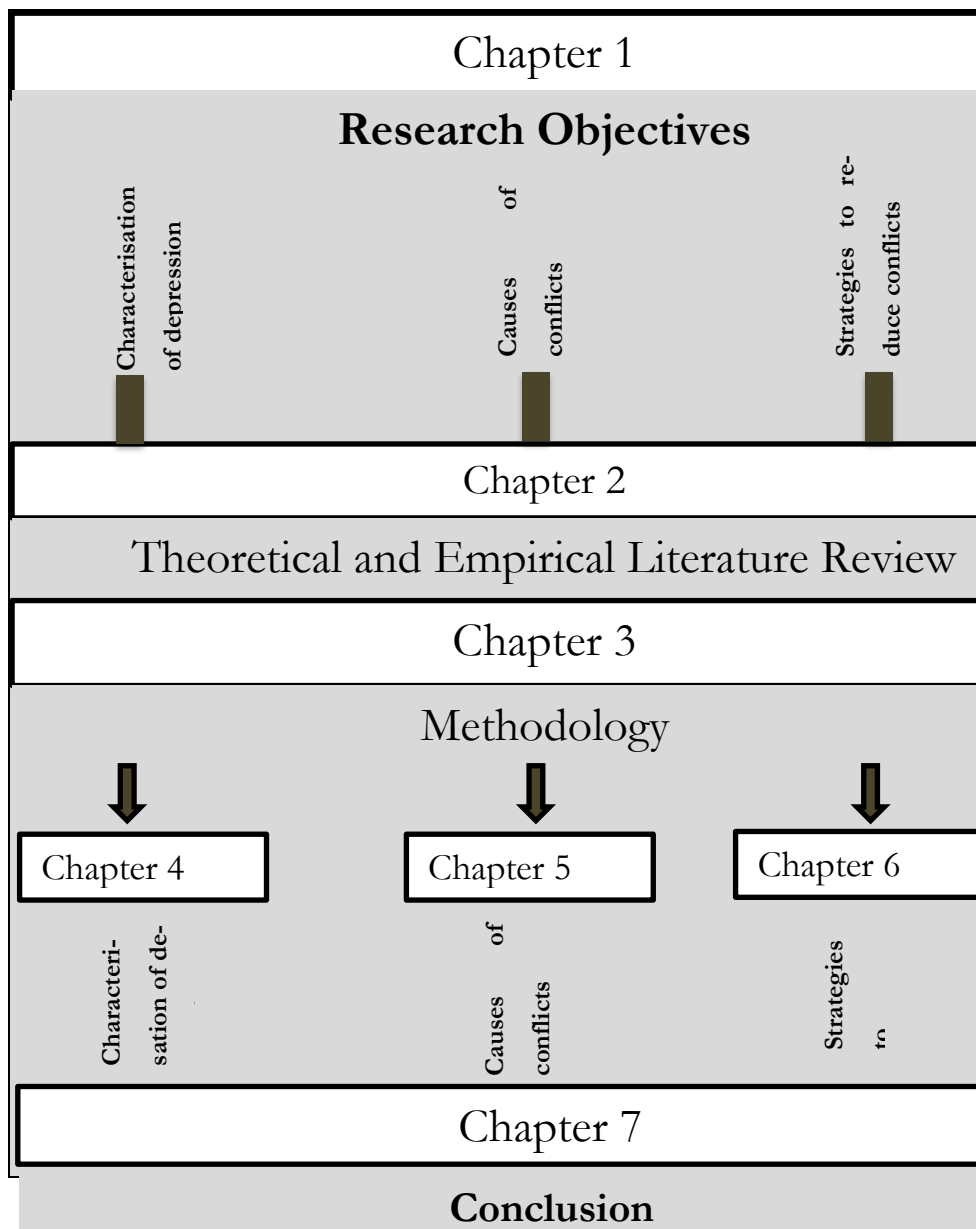 Chapter 1
Research Objectives
Characterisation
of depression
Causes of
conflicts
Strategies to re-
duce conflicts
Chapter 2
Theoretical and Empirical Literature Review
Chapter 3
Methodology
Chapter 4
Chapter 5
Chapter 6
Characteri-
sation of de-
Causes of
conflicts
Strategies
to
Chapter 7
Conclusion